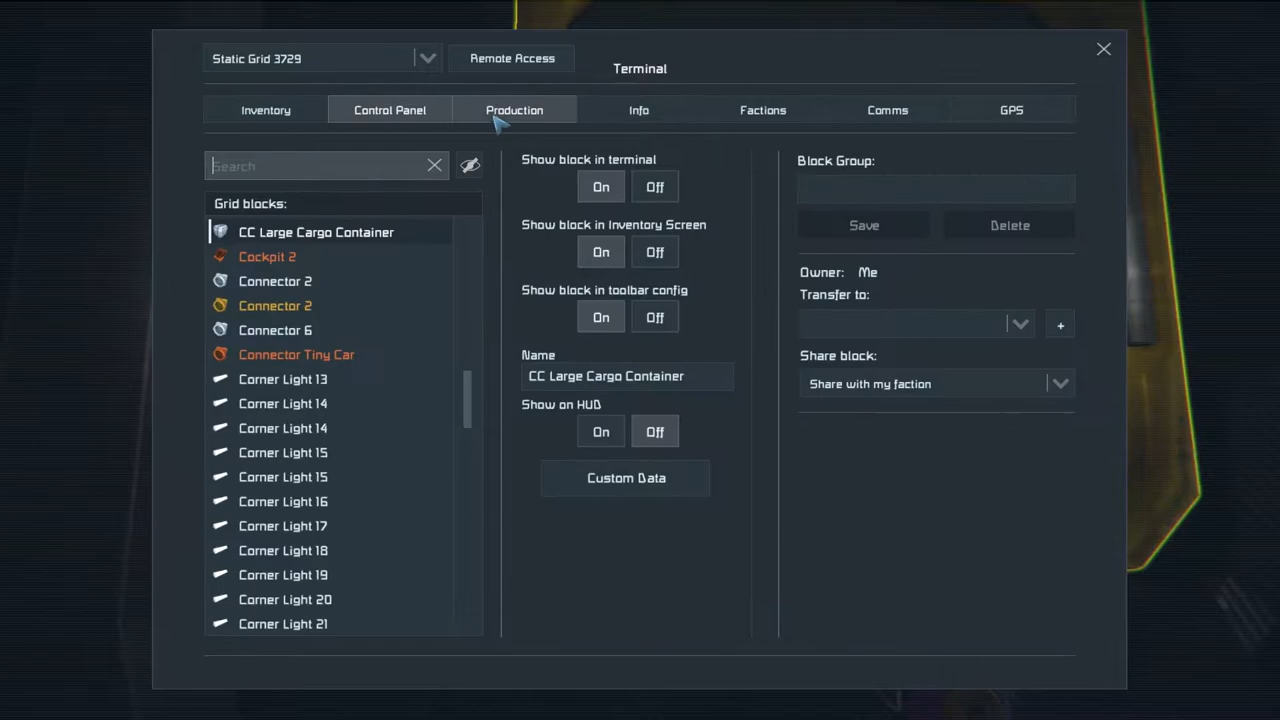 Static Grid 3729
Remote Access
Terminal
Inventory
Control Panel
Production
Info
Factions
Comms
GPS
Search
Grid blocks:
CC Large Cargo Container
Cockpit 2
Connector 2
Connector 2
Connector 6
Connector Tiny Car
Corner Light 13
Corner Light 14
Corner Light 14
Corner Light 15
Corner Light 15
Corner Light 16
Corner Light 17
Corner Light 18
Corner Light 19
Corner Light 20
Corner Light 21
Show block in terminal
On Off
Show block in Inventory Screen
On Off
Show block in toolbar config
On Off
Name
CC Large Cargo Container
Show on HUD
On Off
Custom Data
Block Group:
Save Delete
Owner: Me
Transfer to:
+
Share block:
Share with my faction